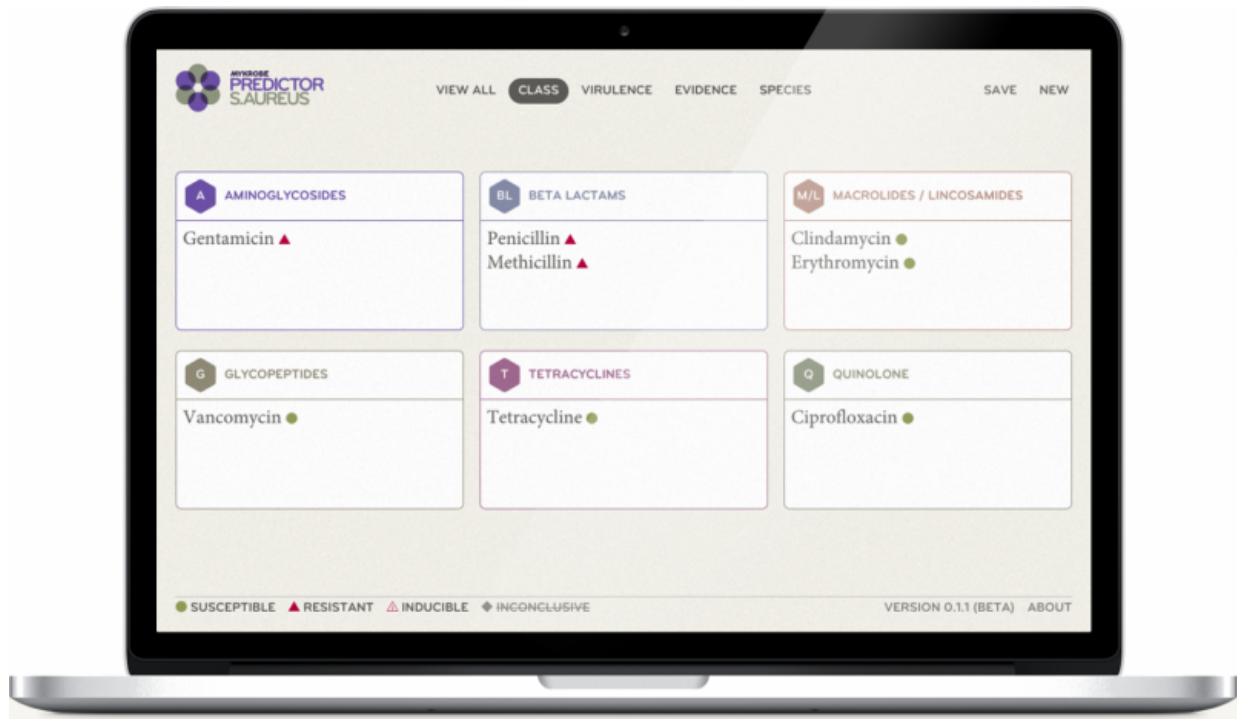 MYKROBE
PREDICTOR
S.AUREUS
VIEW ALL CLASS VIRULENCE EVIDENCE SPECIES SAVE NEW
A AMINOGLYCOSIDES
Gentamicin
BL BETA LACTAMS
Penicillin
Methicillin
M/L MACROLIDES / LINCOSAMIDES
Clindamycin
Erythromycin
G GLYCOPEPTIDES
Vancomycin
T TETRACYCLINES
Tetracycline
Q QUINOLONE
Ciprofloxacin
SUSCEPTIBLE RESISTANT INDUCIBLE INCONCLUSIVE VERSION 0.1.1 (BETA) ABOUT